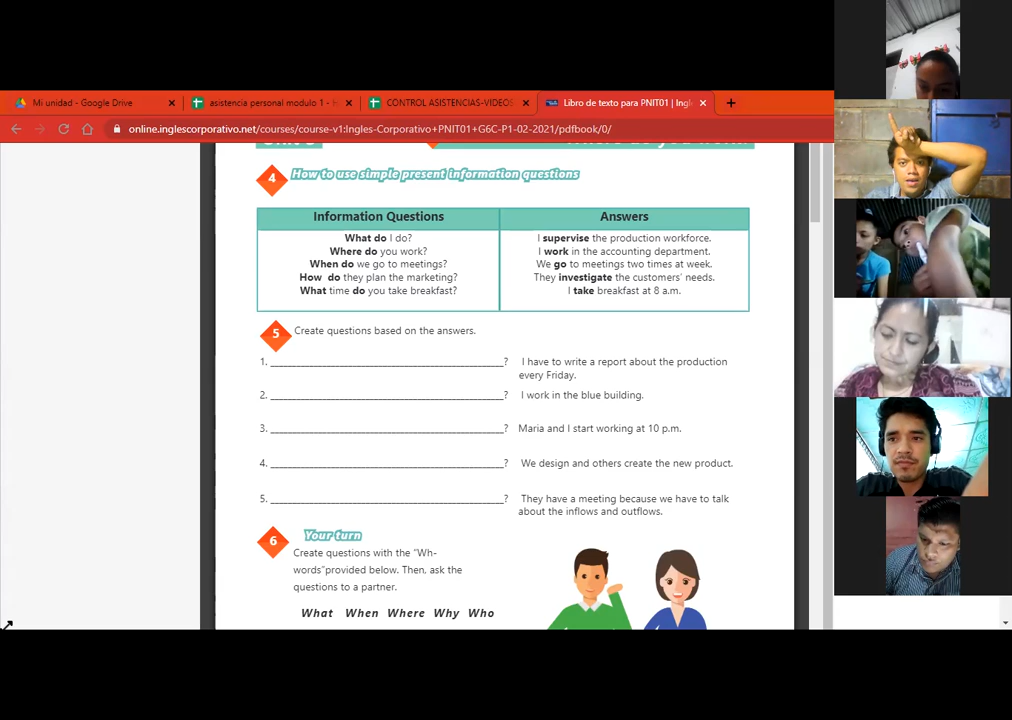 Mi unidad - Google Drive
asistencia personal modulo 1 - H
CONTROL ASISTENCIAS-VIDEOS
Libro de texto para PNIT01 | Ingl
online.inglescorporativo.net/courses/course-v1:Ingles-Corporativo+PNIT01+G6C-P1-02-2021/pdfbook/0/
4 How to use simple present information questions
Information Questions Answers
What do I do? I supervise the production workforce.
Where do you work? I work in the accounting department.
When do we go to meetings? We go to meetings two times at week.
How do they plan the marketing? They investigate the customers' needs.
What time do you take breakfast? I take breakfast at 8 a.m.
5 Create questions based on the answers.
1. ______________________________? I have to write a report about the production
every Friday.
2. ______________________________? I work in the blue building.
3. ______________________________? Maria and I start working at 10 p.m.
4. ______________________________? We design and others create the new product.
5. ______________________________? They have a meeting because we have to talk
about the inflows and outflows.
6 Your turn
Create questions with the "Wh-
words"provided below. Then, ask the
questions to a partner.
What When Where Why Who